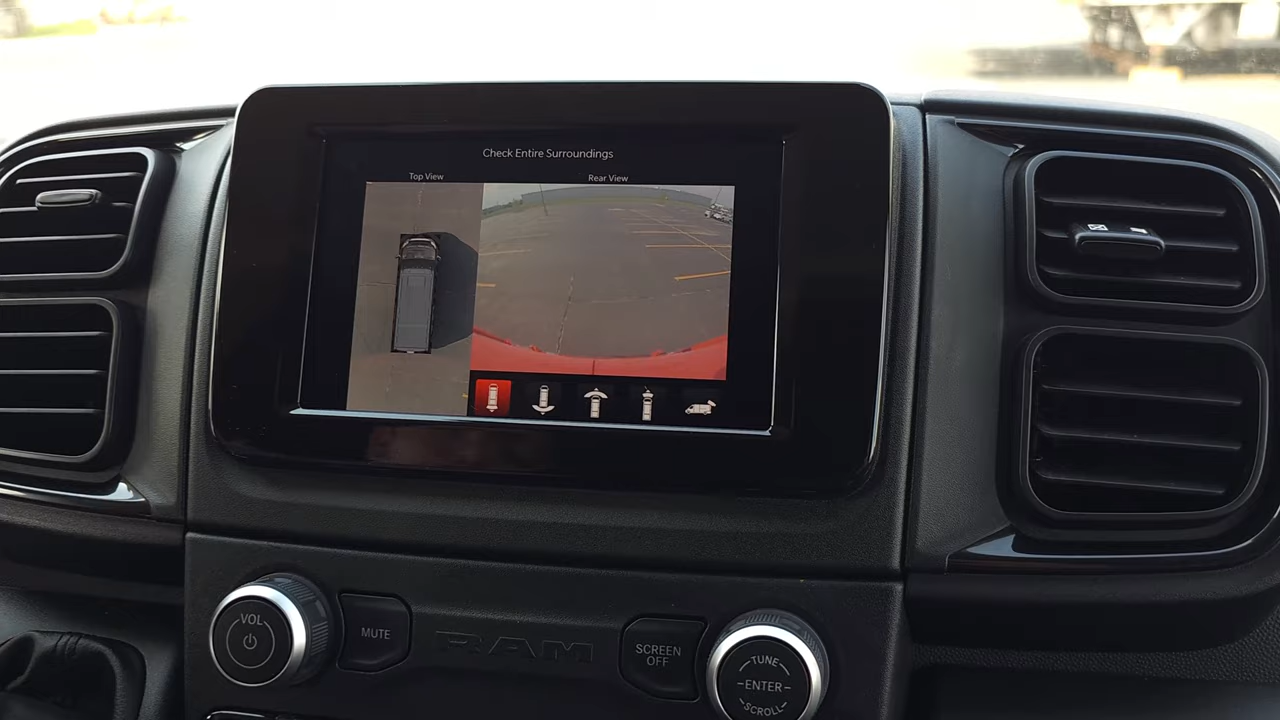 Check Entire Surroundings
Top View
Rear View
VOL
MUTE
RAM
SCREEN
OFF
TUNE
ENTER
SCROLL